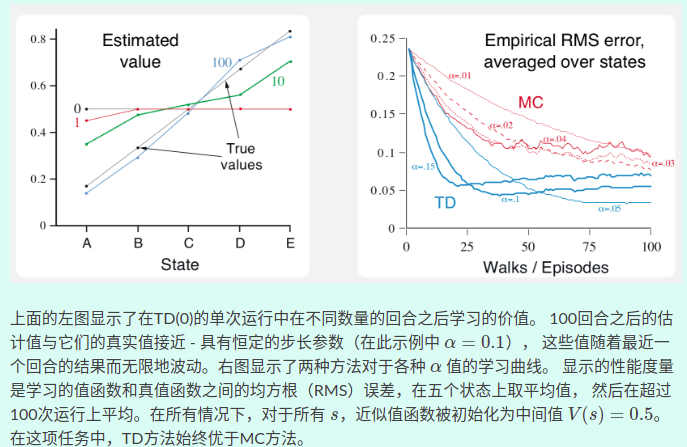 Estimated
value
0.8
0.6
0.4
0.2
0
0
1
10
100
True
values
A B C D E
State
Empirical RMS error,
averaged over states
0.25
0.2
0.15
0.1
0.05
0
α=.01
MC
α=.02
α=.04
α=.03
α=.15
TD
α=.1
α=.05
0 25 50 75 100
Walks / Episodes
上面的左图显示了在TD(0)的单次运行中在不同数量的回合之后学习的价值。 100回合之后的估
计值与它们的真实值接近 - 具有恒定的步长参数（在此示例中 α = 0.1）， 这些值随着最近一
个回合的结果而无限地波动。右图显示了两种方法对于各种 α 值的学习曲线。 显示的性能度量
是学习的值函数和真值函数之间的均方根（RMS）误差，在五个状态上取平均值， 然后在超过
100次运行上平均。在所有情况下，对于所有 s，近似值函数被初始化为中间值 V(s) = 0.5。
在这项任务中，TD方法始终优于MC方法。